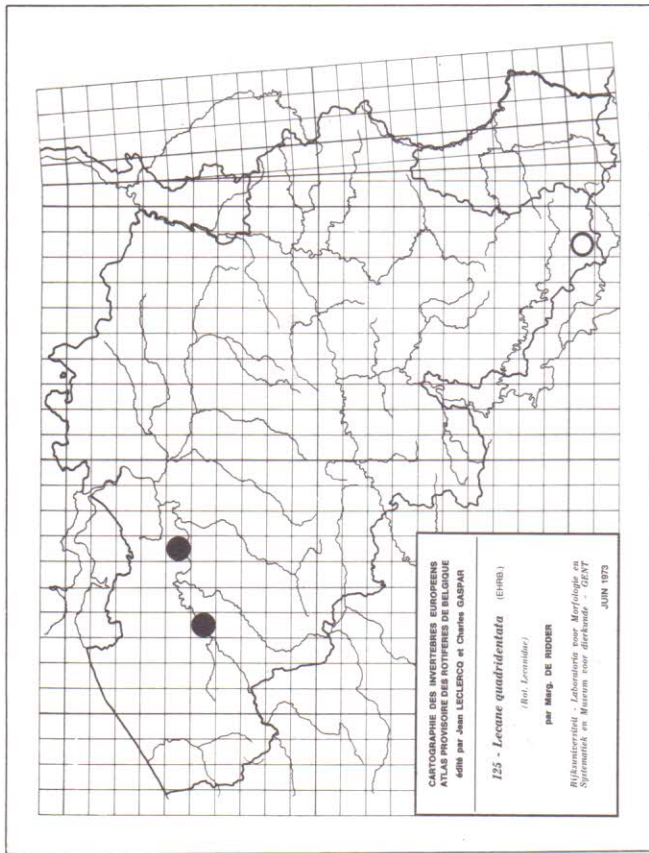 CARTOGRAPHIE DES INVERTEBRES EUROPEENS
ATLAS PROVISOIRE DES ROTIFERES DE BELGIQUE
édité par Jean LECLERCQ et Charles GASPAR
125 - Lecane quadridentata (EHRB.)
(Rot. Lecanidae)
par Marg. DE RIDDER
Rijksuniversiteit - Laboratoria voor Morfologie en
Systematiek en Museum voor dierkunde - GENT
JUIN 1973